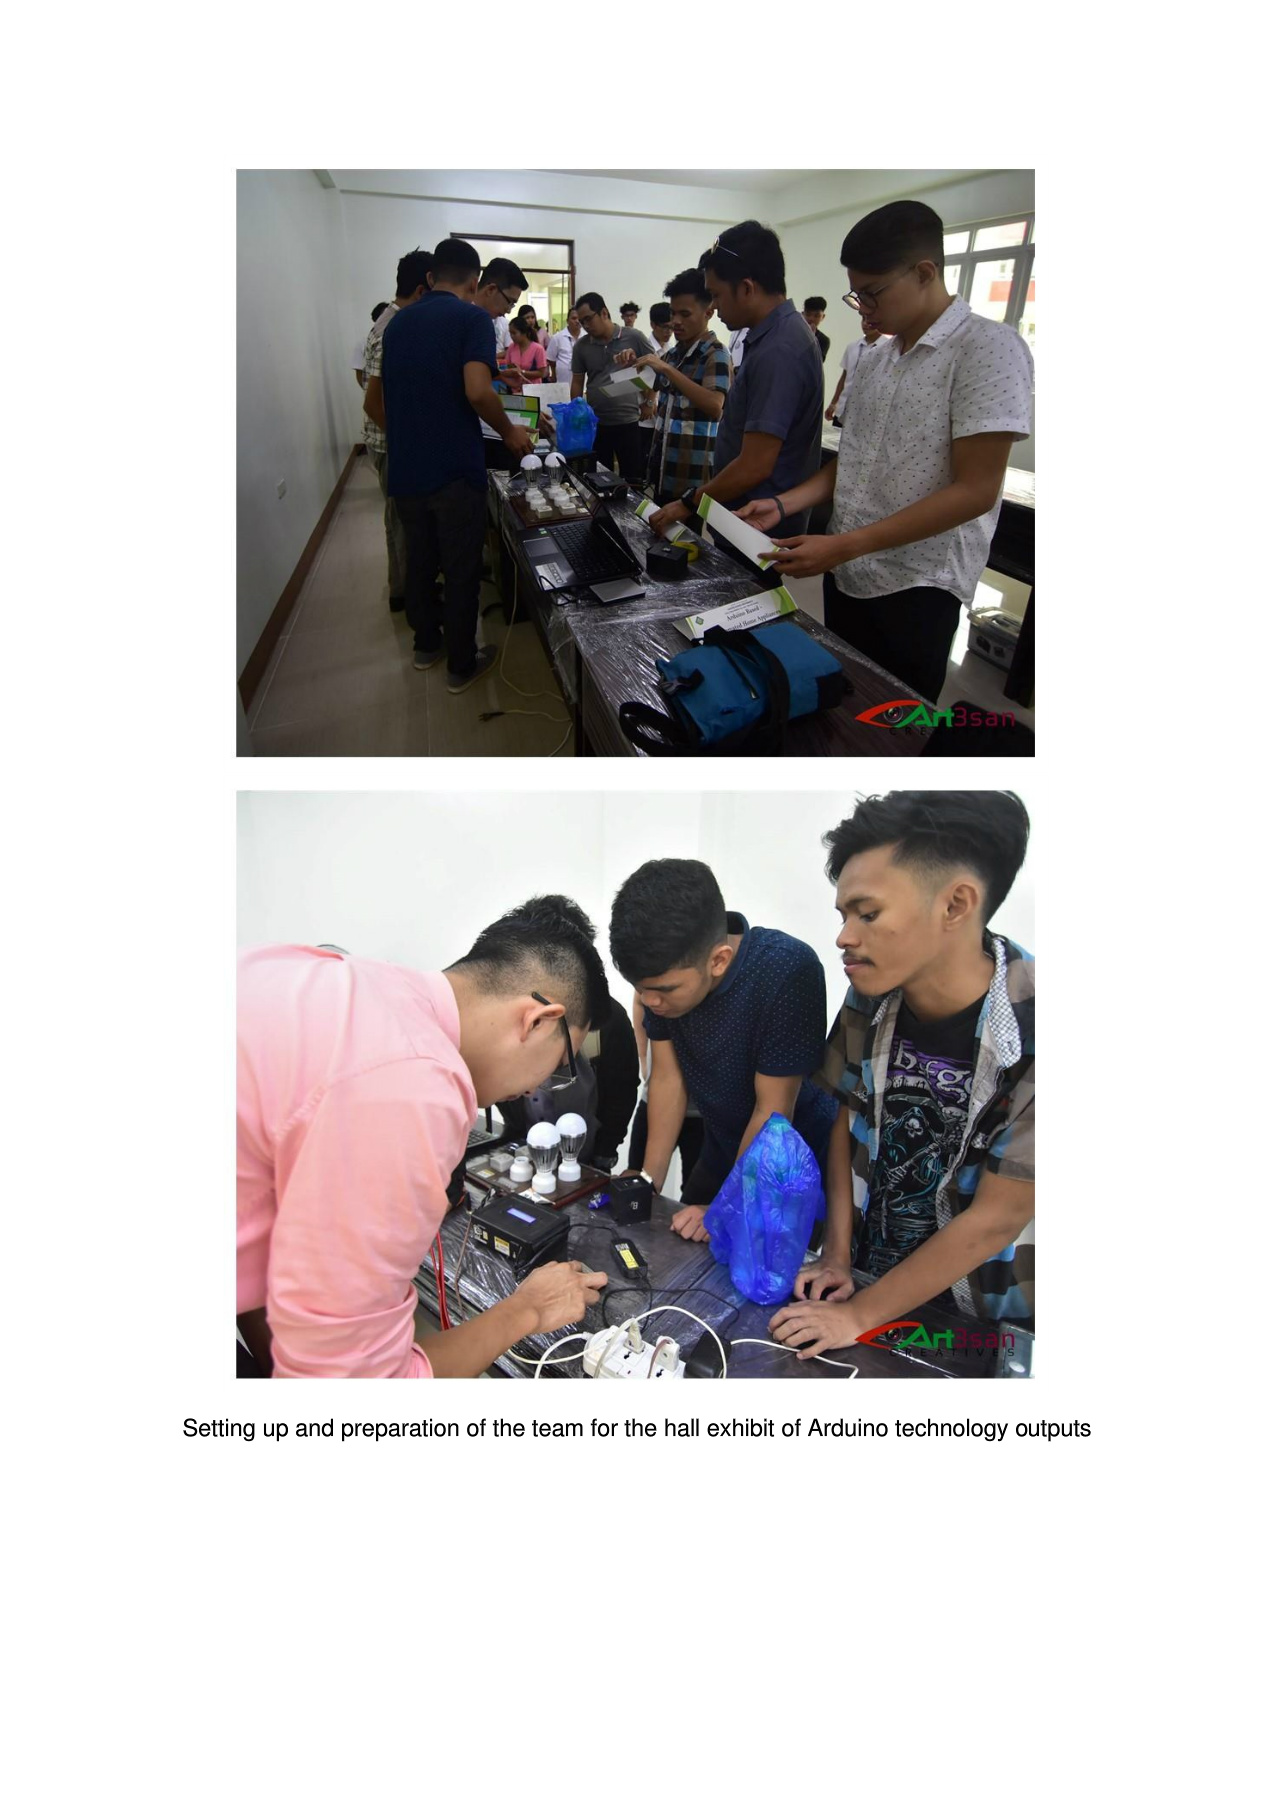 Arduino Based -
Home Appliances
Art3san
CREATIVES
Art3san
CREATIVES
Setting up and preparation of the team for the hall exhibit of Arduino technology outputs